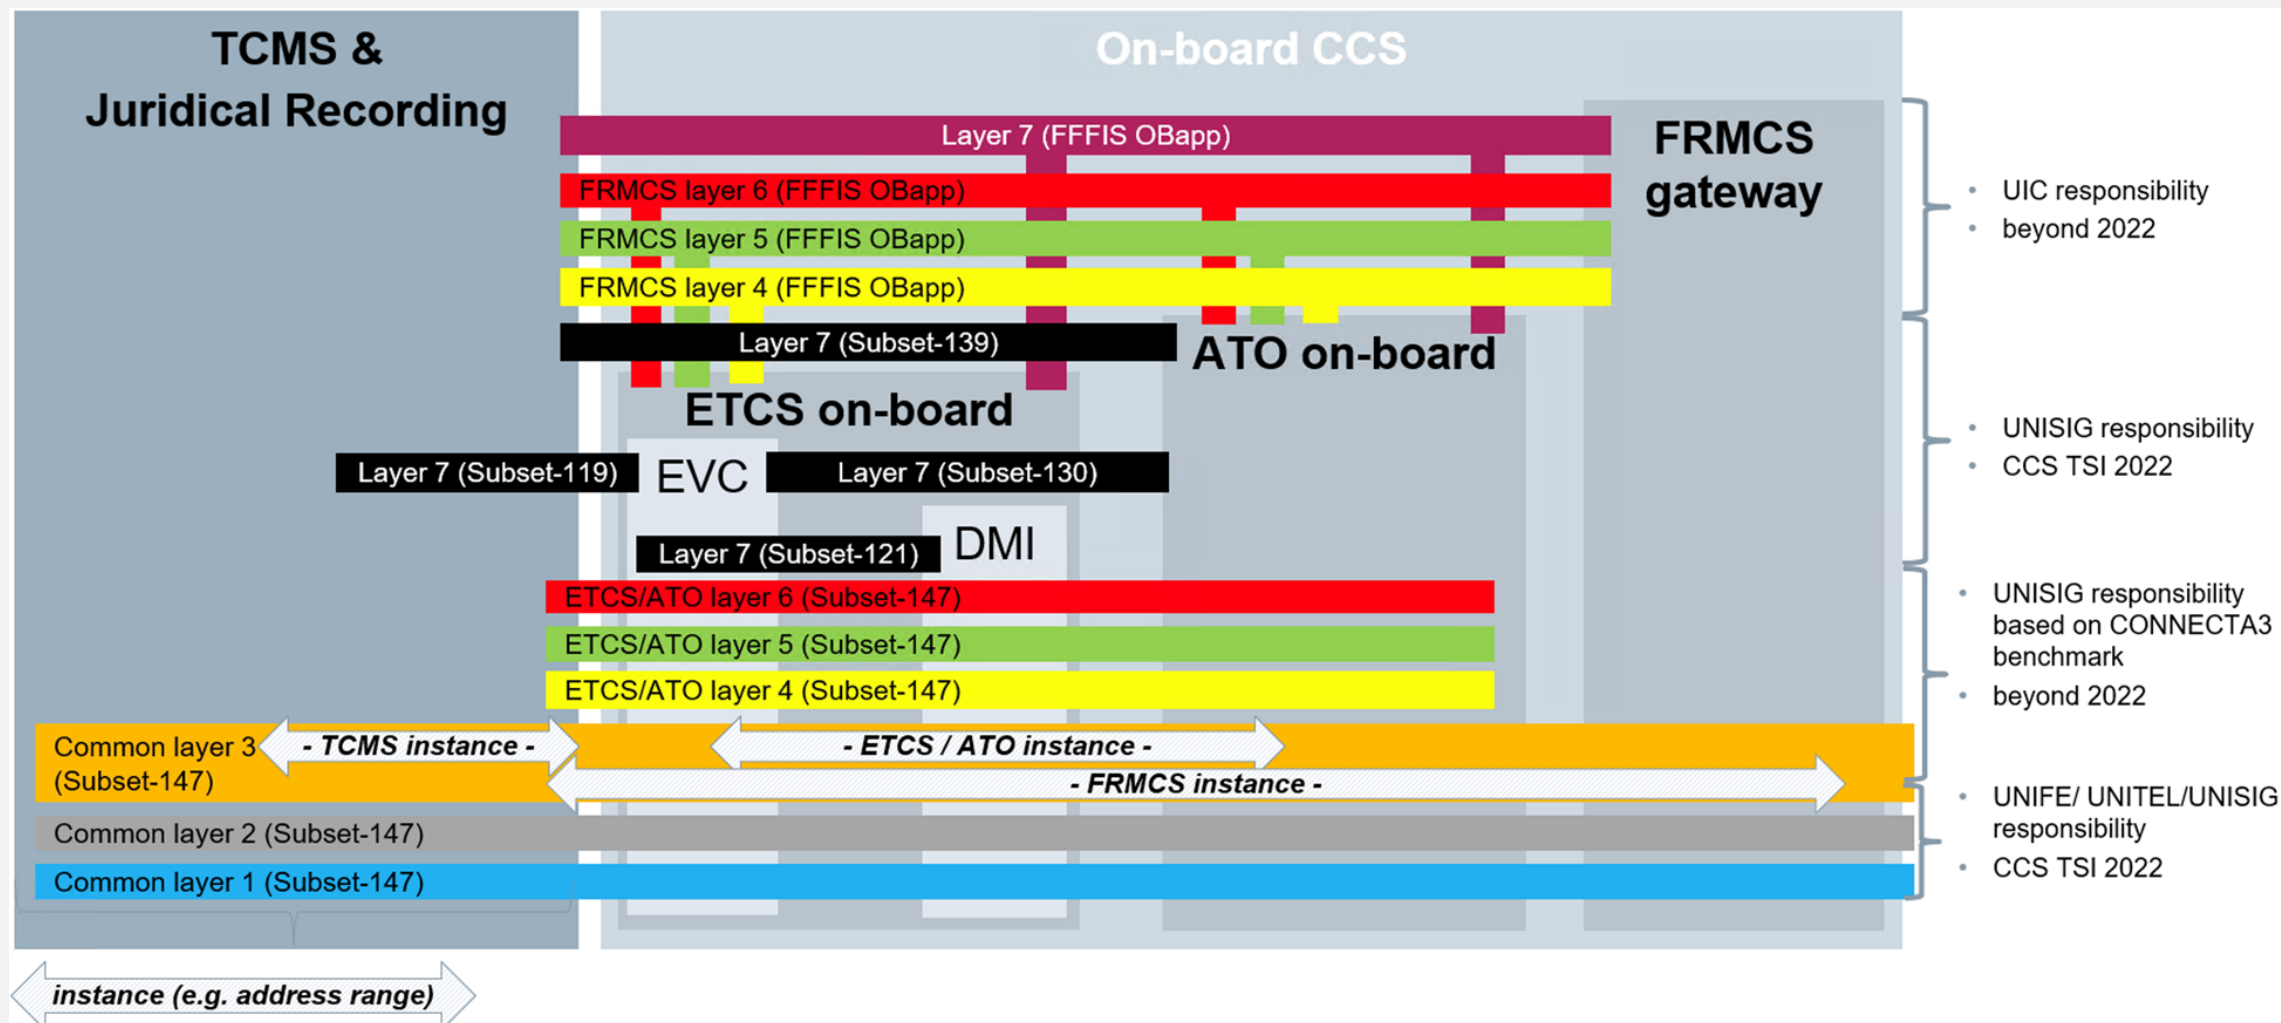 TCMS &
Juridical Recording
On-board CCS
Layer 7 (FFFIS OBapp)
FRMCS layer 6 (FFFIS OBapp)
FRMCS layer 5 (FFFIS OBapp)
FRMCS layer 4 (FFFIS OBapp)
FRMCS
gateway
• UIC responsibility
• beyond 2022
Layer 7 (Subset-139)
ATO on-board
ETCS on-board
Layer 7 (Subset-119)
EVC
Layer 7 (Subset-130)
• UNISIG responsibility
• CCS TSI 2022
Layer 7 (Subset-121)
DMI
ETCS/ATO layer 6 (Subset-147)
ETCS/ATO layer 5 (Subset-147)
ETCS/ATO layer 4 (Subset-147)
• UNISIG responsibility
based on CONNECTA3
benchmark
• beyond 2022
Common layer 3
(Subset-147)
- TCMS instance -
- ETCS / ATO instance -
- FRMCS instance -
Common layer 2 (Subset-147)
Common layer 1 (Subset-147)
• UNIFE/ UNITEL/UNISIG
responsibility
• CCS TSI 2022
instance (e.g. address range)